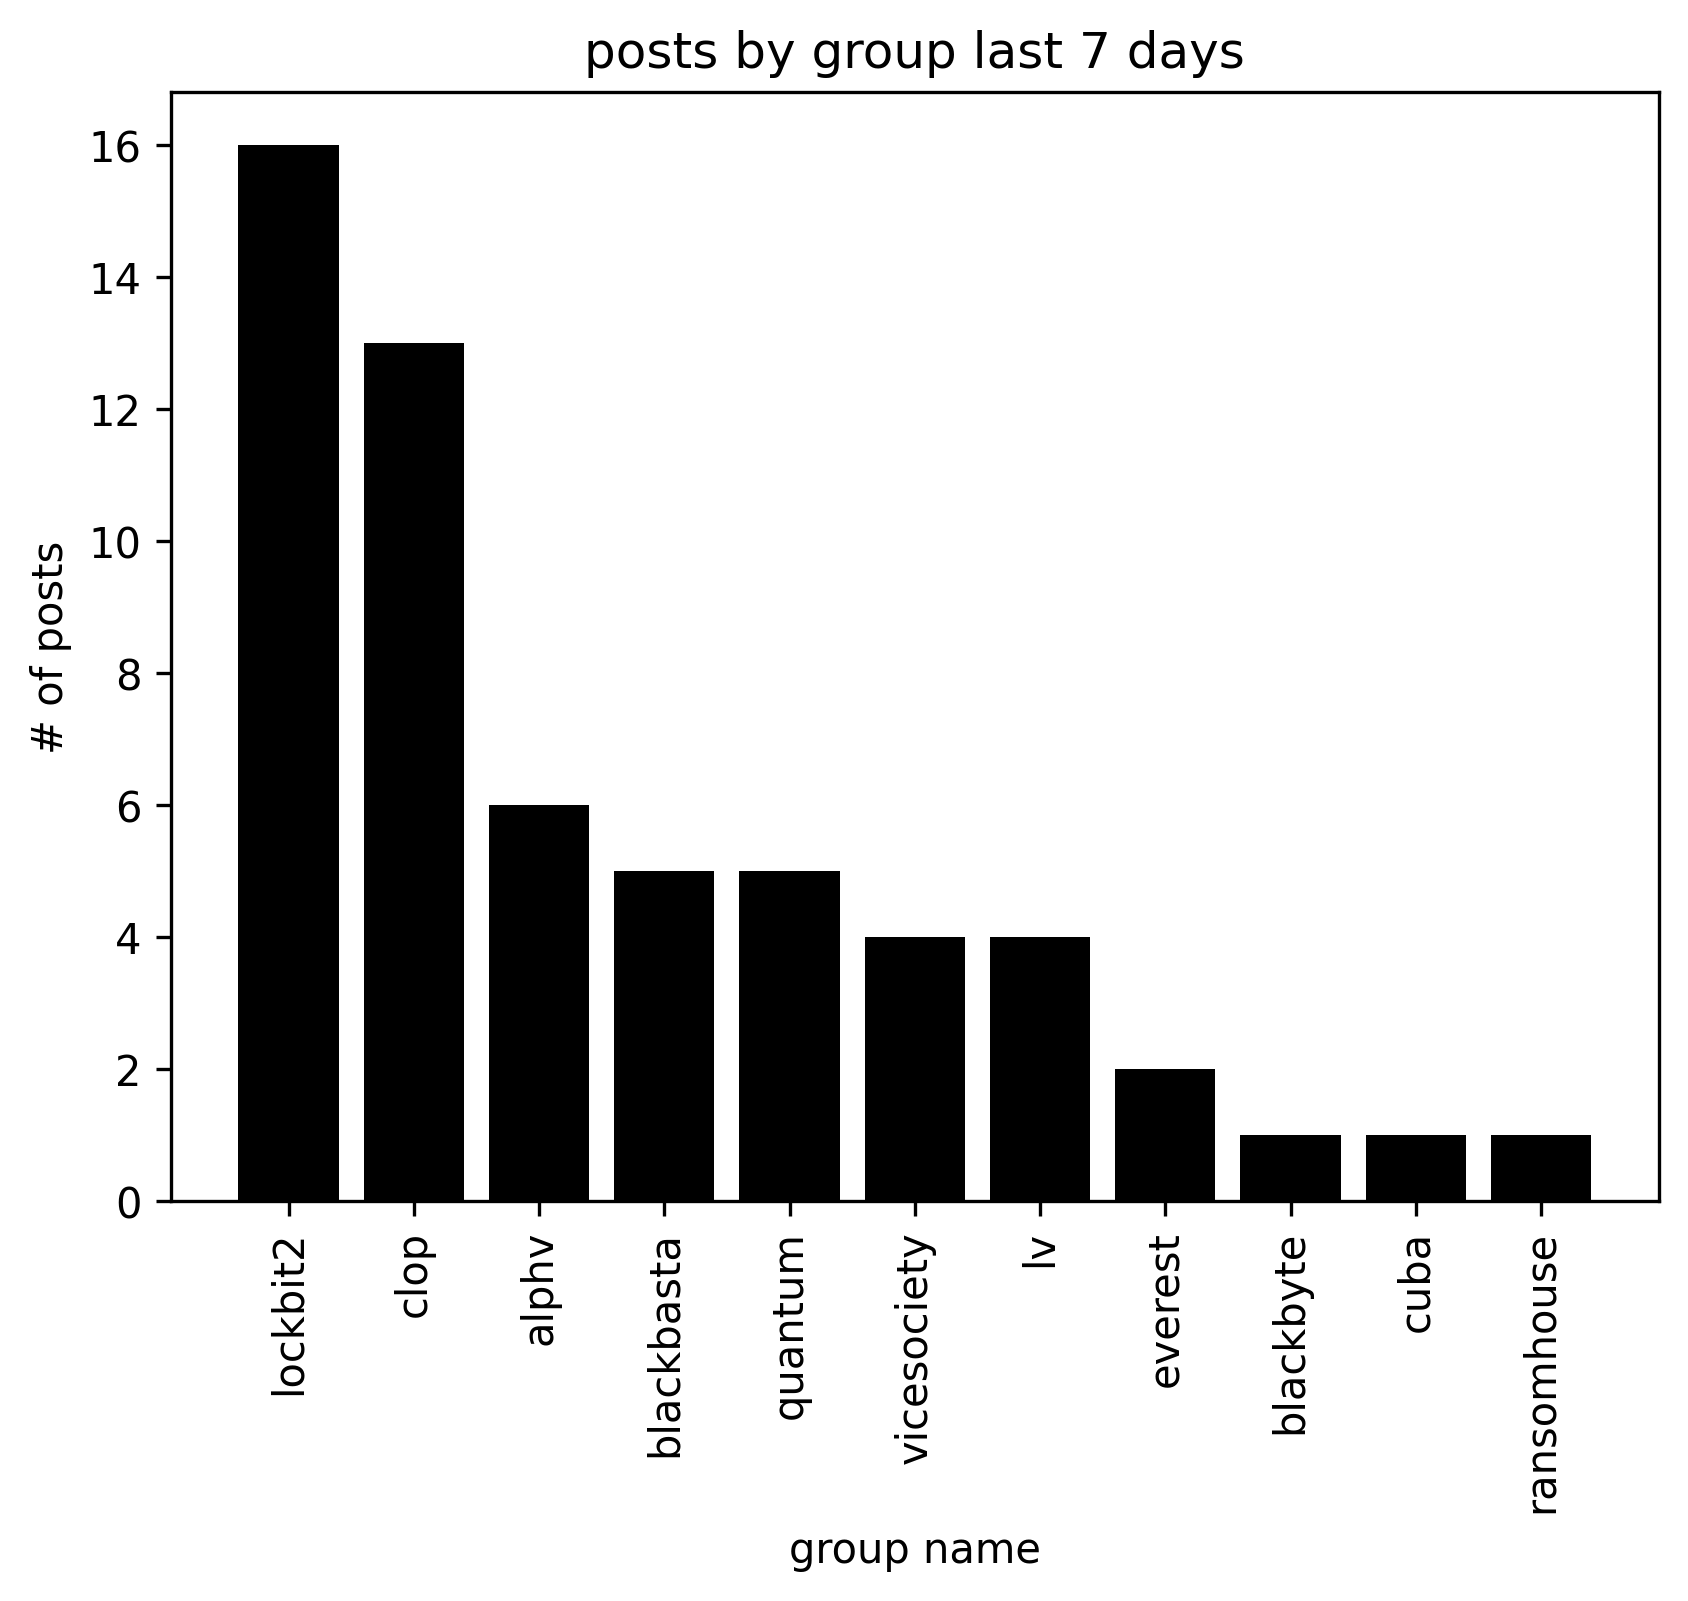 posts by group last 7 days
# of posts
16
14
12
10
8
6
4
2
0
lockbit2
clop
alphv
blackbasta
quantum
vicesociety
lv
everest
blackbyte
cuba
ransomhouse
group name